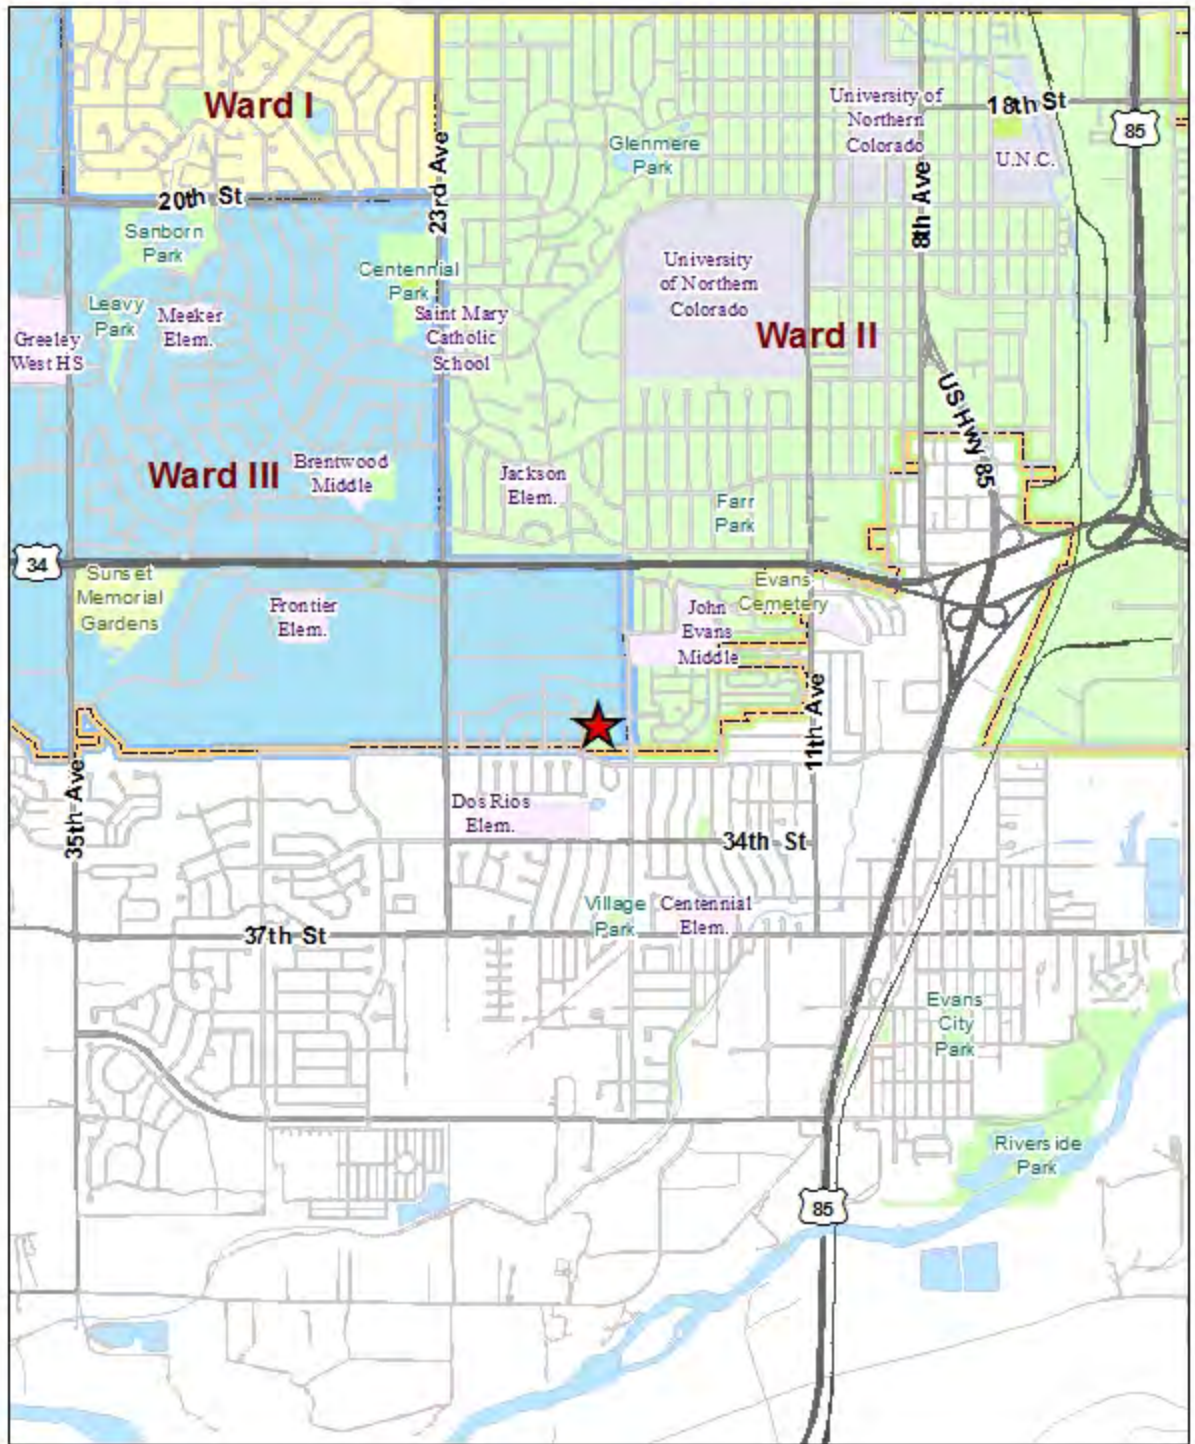 Ward I
20th St
23rd Ave
Glenmere
Park
University of
Northern
Colorado
18th St
85
U.N.C.
8th Ave
Sanborn
Park
Centennial
Park
Leavy
Park
Meeker
Elem.
Greeley
West HS
Saint Mary
Catholic
School
University
of Northern
Colorado
Ward II
US Hwy 85
Ward III
Brentwood
Middle
Jackson
Elem.
Farr
Park
34
Sunset
Memorial
Gardens
Frontier
Elem.
Evans
Cemetery
John
Evans
Middle
11th Ave
35th Ave
Dos Rios
Elem.
34th St
Village
Park
Centennial
Elem.
37th St
Evans
City
Park
Riverside
Park
85